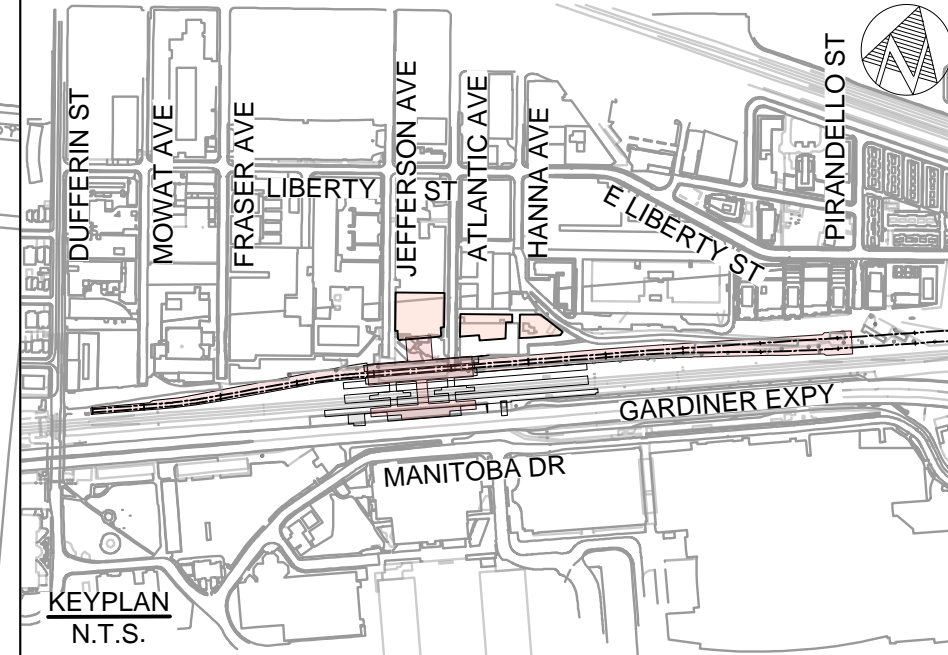 DUFFERIN ST
MOWAT AVE
FRASER AVE
JEFFERSON AVE
ATLANTIC AVE
HANNA AVE
PIRANDELLO ST
N
LIBERTY ST
E LIBERTY ST
GARDINER EXPY
MANITOBA DR
KEYPLAN
N.T.S.